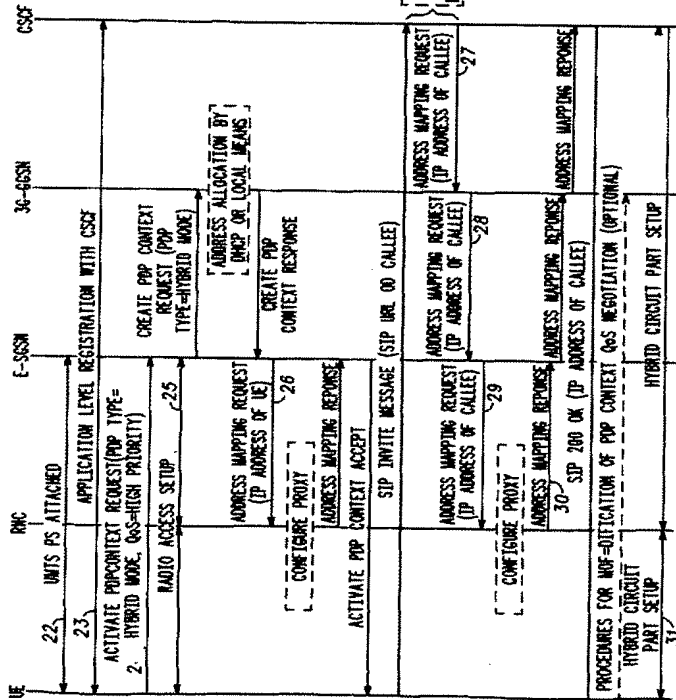 UE
RNC
E-SGSN
3G-GGSN
CSCF
22
UMTS PS ATTACHED
23
APPLICATION LEVEL REGISTRATION WITH CSCF
ACTIVATE PDPCONTEXT REQUEST(PDP TYPE=
2
HYBRID MODE, QoS=HIGH PRIORITY)
CREATE PDP CONTEXT
REQUEST (PDP
TYPE=HYBRID MODE)
RADIO ACCESS SETUP
25
ADDRESS ALLOCATION BY
DHCP OR LOCAL MEANS
CREATE PDP
CONTEXT RESPONSE
ADDRESS MAPPING REQUEST
(IP ADDRESS OF UE)
26
CONFIGURE PROXY
ADDRESS MAPPING REPONSE
ACTIVATE PDP CONTEXT ACCEPT
SIP INVITE MESSAGE (SIP URL OO CALLEE)
ADDRESS MAPPING REQUEST
(IP ADDRESS OF CALLEE)
27
ADDRESS MAPPING REQUEST
(IP ADDRESS OF CALLEE)
28
ADDRESS MAPPING REQUEST
(IP ADDRESS OF CALLEE)
29
CONFIGURE PROXY
ADDRESS MAPPING REPONSE
30
ADDRESS MAPPING REPONSE
ADDRESS MAPPING REPONSE
SIP 200 OK (IP ADDRESS OF CALLEE)
PROCEDURES FOR MOF=DIFICATION OF PDP CONTEXT QoS NEGOTIATION (OPTIONAL)
HYBRID CIRCUIT
PART SETUP
HYBRID CIRCUIT PART SETUP
31